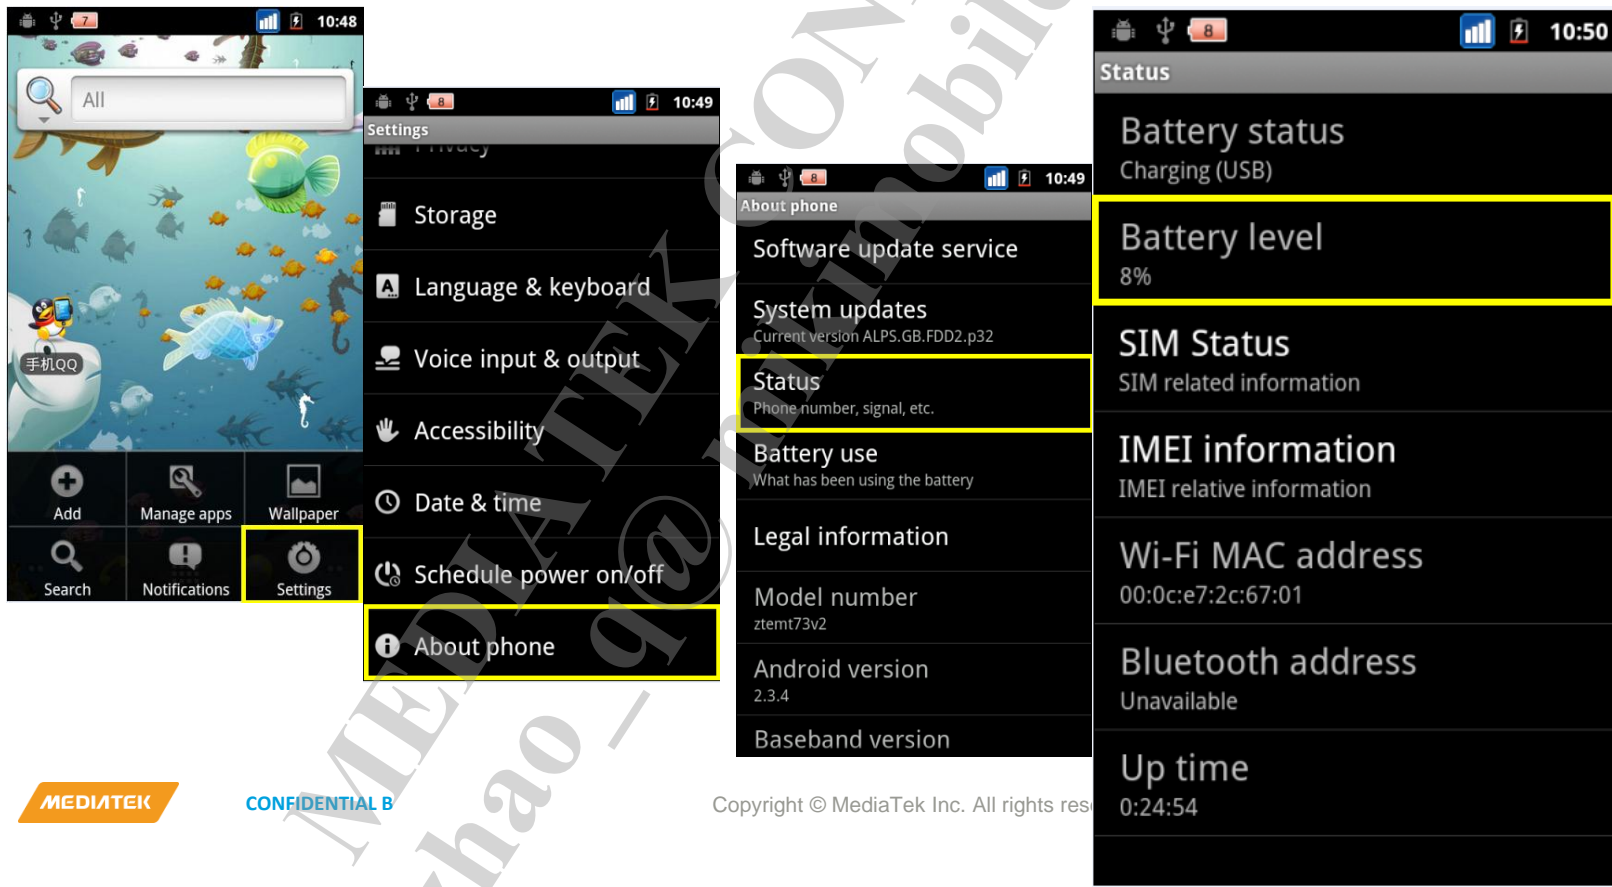 7
10:48
All
手机QQ
Add
Manage apps
Wallpaper
Search
Notifications
Settings
8
10:49
Settings
Privacy
Storage
Language & keyboard
Voice input & output
Accessibility
Date & time
Schedule power on/off
About phone
8
10:49
About phone
Software update service
System updates
Current version ALPS.GB.FDD2.p32
Status
Phone number, signal, etc.
Battery use
What has been using the battery
Legal information
Model number
ztemt73v2
Android version
2.3.4
Baseband version
8
10:50
Status
Battery status
Charging (USB)
Battery level
8%
SIM Status
SIM related information
IMEI information
IMEI relative information
Wi-Fi MAC address
00:0c:e7:2c:67:01
Bluetooth address
Unavailable
Up time
0:24:54
MEDIATEK
CONFIDENTIAL B
Copyright © MediaTek Inc. All rights
MEDIATEK